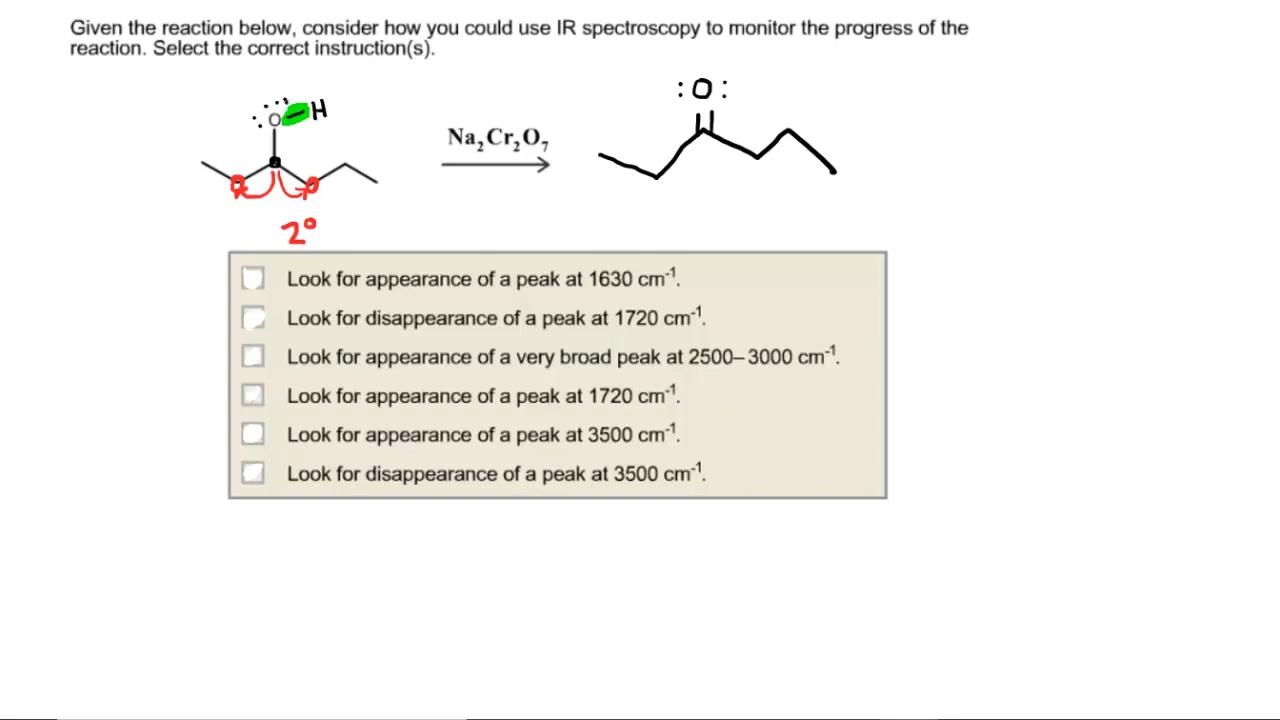 Given the reaction below, consider how you could use IR spectroscopy to monitor the progress of the
reaction. Select the correct instruction(s).
:O:
O-H
Na₂Cr₂O₇
2°
Look for appearance of a peak at 1630 cm⁻¹.
Look for disappearance of a peak at 1720 cm⁻¹.
Look for appearance of a very broad peak at 2500–3000 cm⁻¹.
Look for appearance of a peak at 1720 cm⁻¹.
Look for appearance of a peak at 3500 cm⁻¹.
Look for disappearance of a peak at 3500 cm⁻¹.